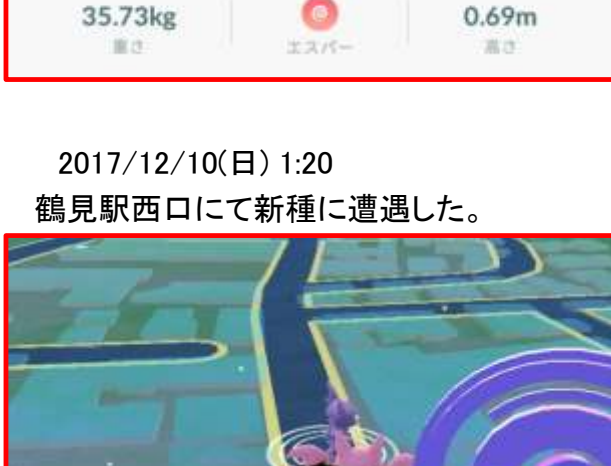 35.73kg
0.69m
重さ
エスパー
高さ
2017/12/10(日) 1:20
鶴見駅西口にて新種に遭遇した。